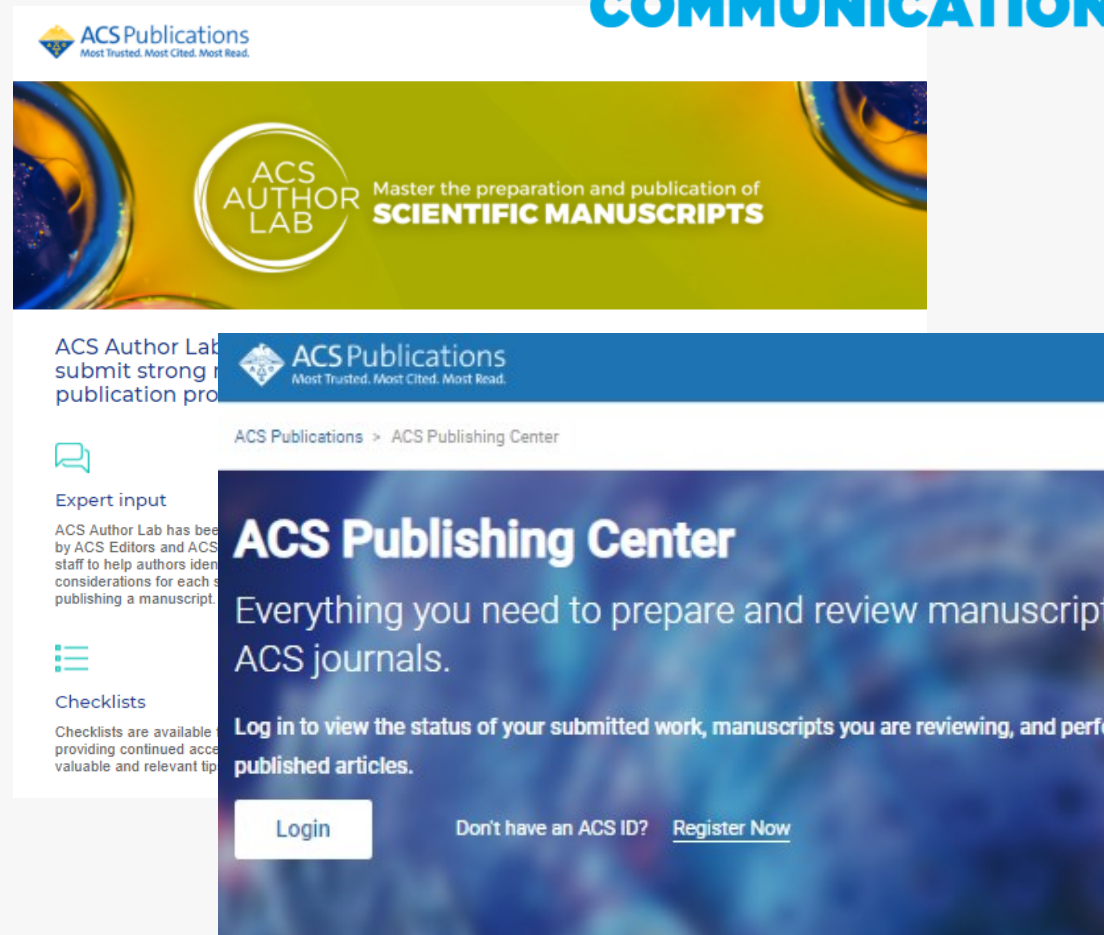 COMMUNICATION
ACS Publications
Most Trusted. Most Cited. Most Read.
ACS
AUTHOR
LAB
Master the preparation and publication of
SCIENTIFIC MANUSCRIPTS
ACS Author Lab
submit strong
publication pro
Expert input
ACS Author Lab has bee
by ACS Editors and ACS
staff to help authors iden
considerations for each s
publishing a manuscript.
Checklists
Checklists are available
providing continued acce
valuable and relevant tip
ACS Publications
Most Trusted. Most Cited. Most Read.
ACS Publications > ACS Publishing Center
ACS Publishing Center
Everything you need to prepare and review manuscript
ACS journals.
Log in to view the status of your submitted work, manuscripts you are reviewing, and perfo
published articles.
Login
Don't have an ACS ID? Register Now